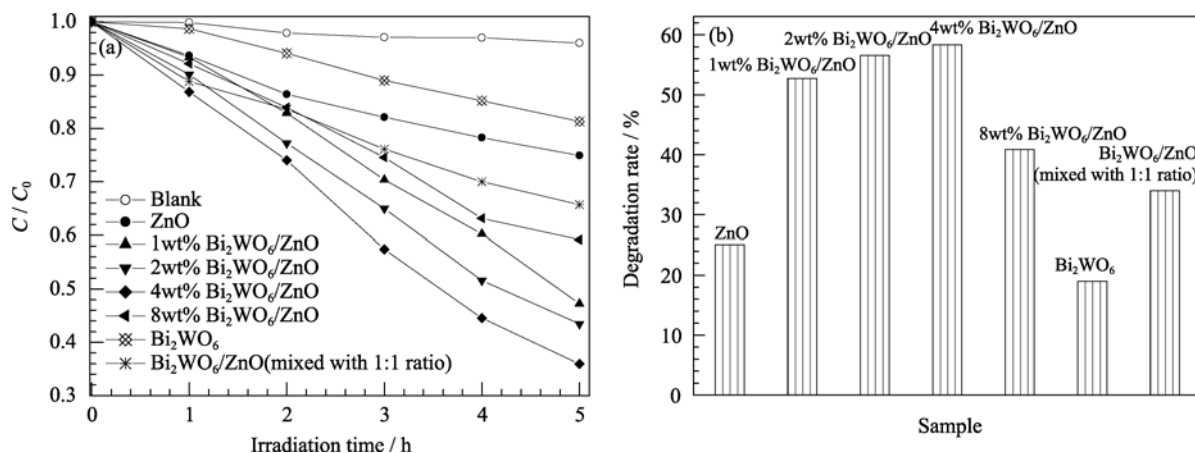 (a)
C / C₀
1.0
0.9
0.8
0.7
0.6
0.5
0.4
0.3
Blank
ZnO
1wt% Bi₂WO₆/ZnO
2wt% Bi₂WO₆/ZnO
4wt% Bi₂WO₆/ZnO
8wt% Bi₂WO₆/ZnO
Bi₂WO₆
Bi₂WO₆/ZnO(mixed with 1:1 ratio)
0 1 2 3 4 5
Irradiation time / h
(b)
Degradation rate / %
60
50
40
30
20
10
0
ZnO
1wt% Bi₂WO₆/ZnO
2wt% Bi₂WO₆/ZnO
4wt% Bi₂WO₆/ZnO
8wt% Bi₂WO₆/ZnO
Bi₂WO₆
Bi₂WO₆/ZnO
(mixed with 1:1 ratio)
Sample